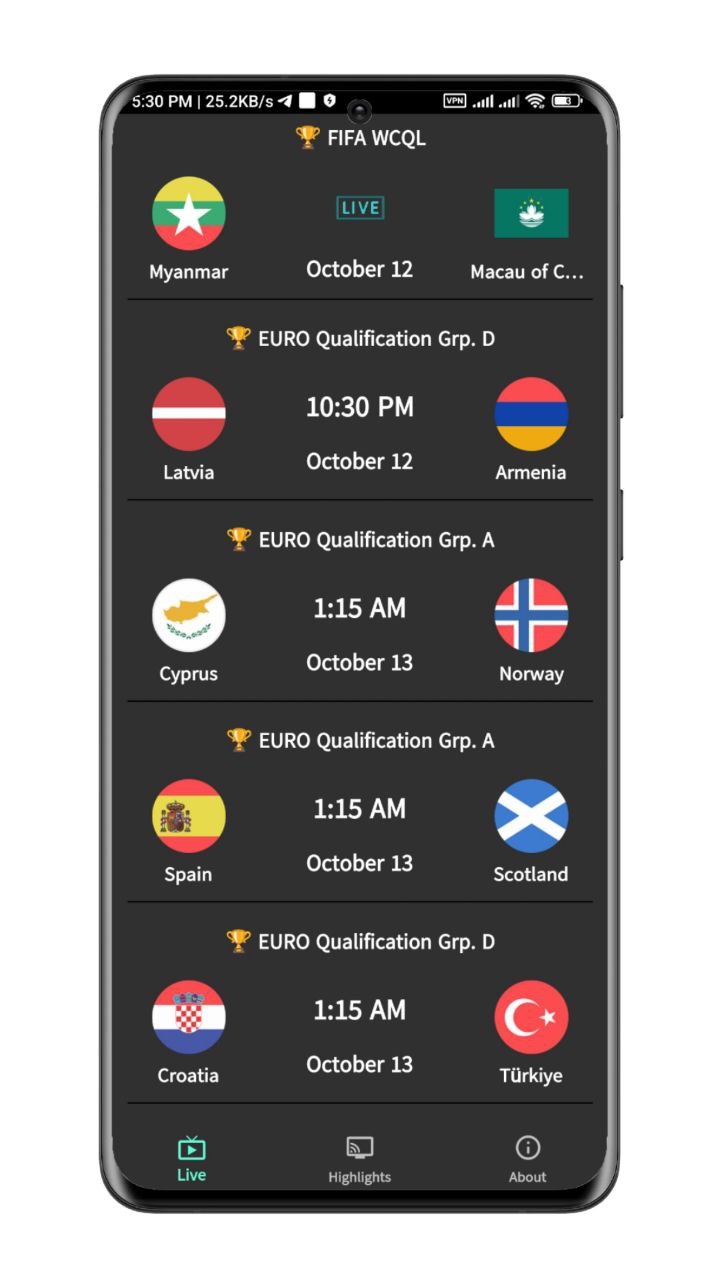 5:30 PM | 25.2KB/s VPN
🏆 FIFA WCQL
LIVE
October 12
Myanmar Macau of C...
🏆 EURO Qualification Grp. D
10:30 PM
October 12
Latvia Armenia
🏆 EURO Qualification Grp. A
1:15 AM
October 13
Cyprus Norway
🏆 EURO Qualification Grp. A
1:15 AM
October 13
Spain Scotland
🏆 EURO Qualification Grp. D
1:15 AM
October 13
Croatia Türkiye
Live Highlights About